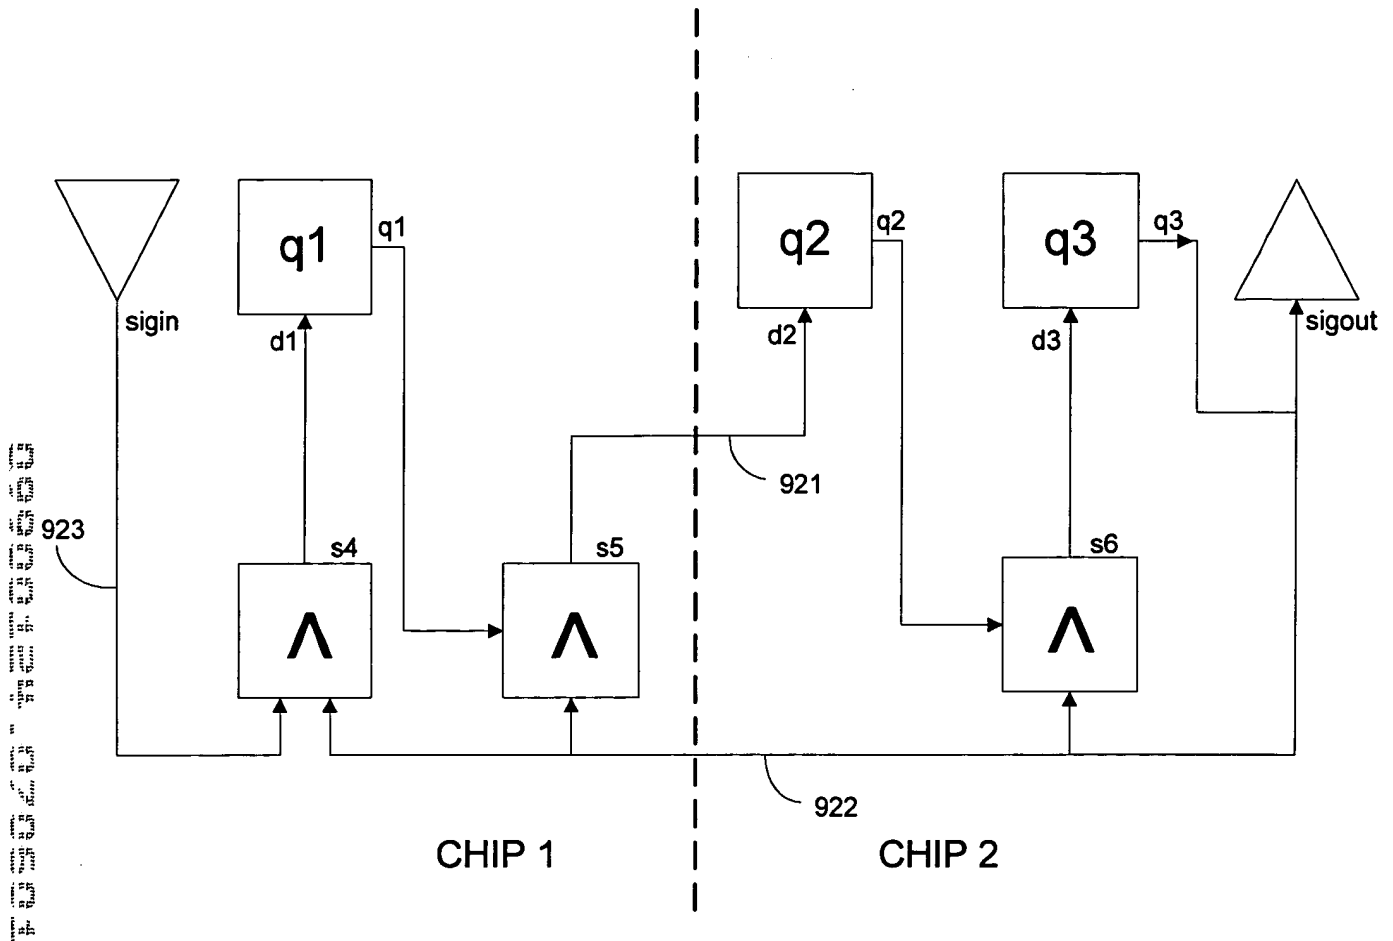 q1
q1
q2
q2
q3
q3
sigin
d1
d2
d3
sigout
921
923
s4
s5
s6
Λ
Λ
Λ
922
CHIP 1
CHIP 2